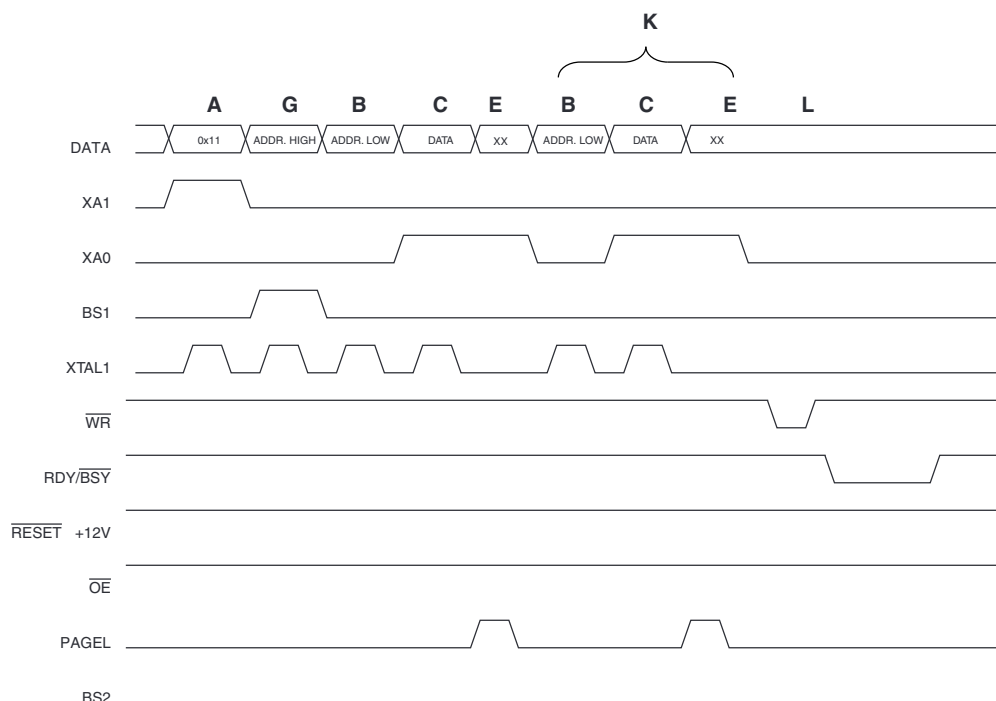 K
A G B C E B C E L
DATA 0x11 ADDR. HIGH ADDR. LOW DATA XX ADDR. LOW DATA XX
XA1
XA0
BS1
XTAL1
WR
RDY/BSY
RESET +12V
OE
PAGEL
BS2